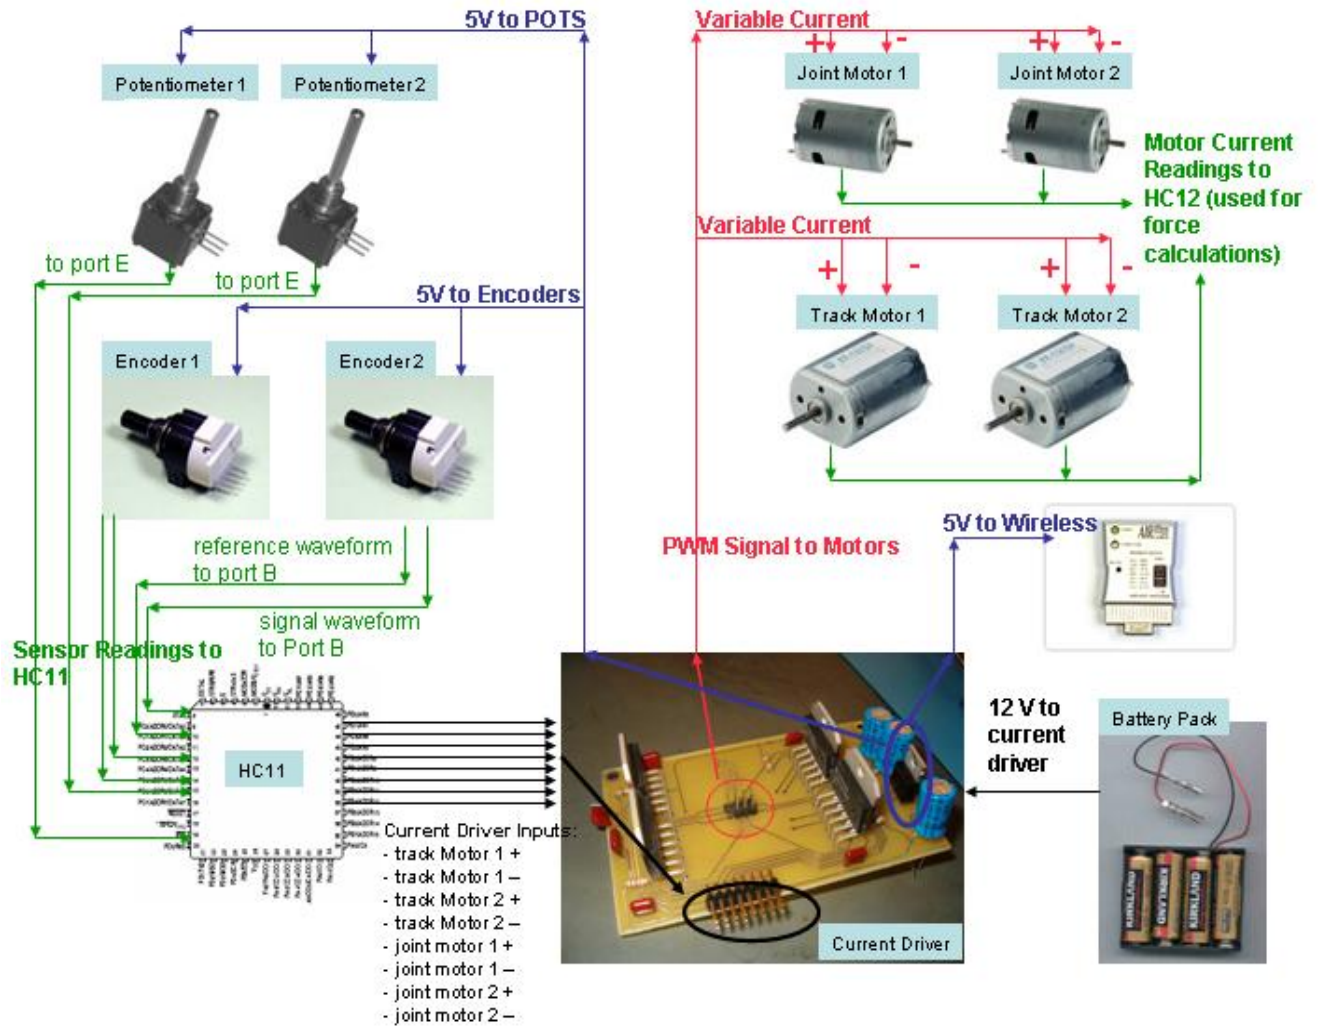 5V to POTS
Variable Current
+ -
+ -
Potentiometer 1
Potentiometer 2
Joint Motor 1
Joint Motor 2
Motor Current
Readings to
HC12 (used for
force
calculations)
Variable Current
to port E
to port E
+ -
+ -
5V to Encoders
Track Motor 1
Track Motor 2
Encoder 1
Encoder 2
5V to Wireless
reference waveform
to port B
PWM Signal to Motors
signal waveform
to Port B
Sensor Readings to
HC11
HC11
12 V to
current
driver
Battery Pack
KIRKLAND
KIRKLAND
KIRKLAND
KIRKLAND
Current Driver Inputs:
- track Motor 1 +
- track Motor 1 –
- track Motor 2 +
- track Motor 2 –
- joint motor 1 +
- joint motor 1 –
- joint motor 2 +
- joint motor 2 –
Current Driver